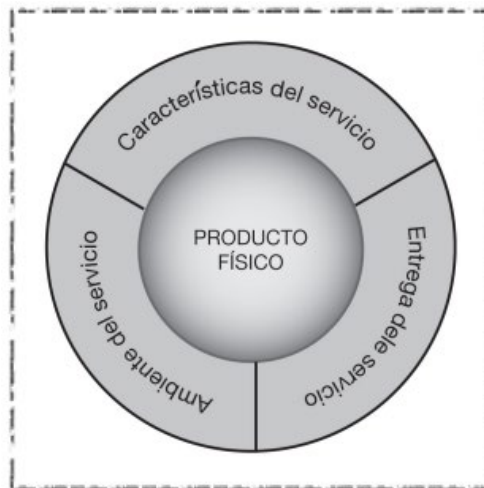 Características del servicio
PRODUCTO
FÍSICO
Ambiente del servicio
Entrega dele servicio